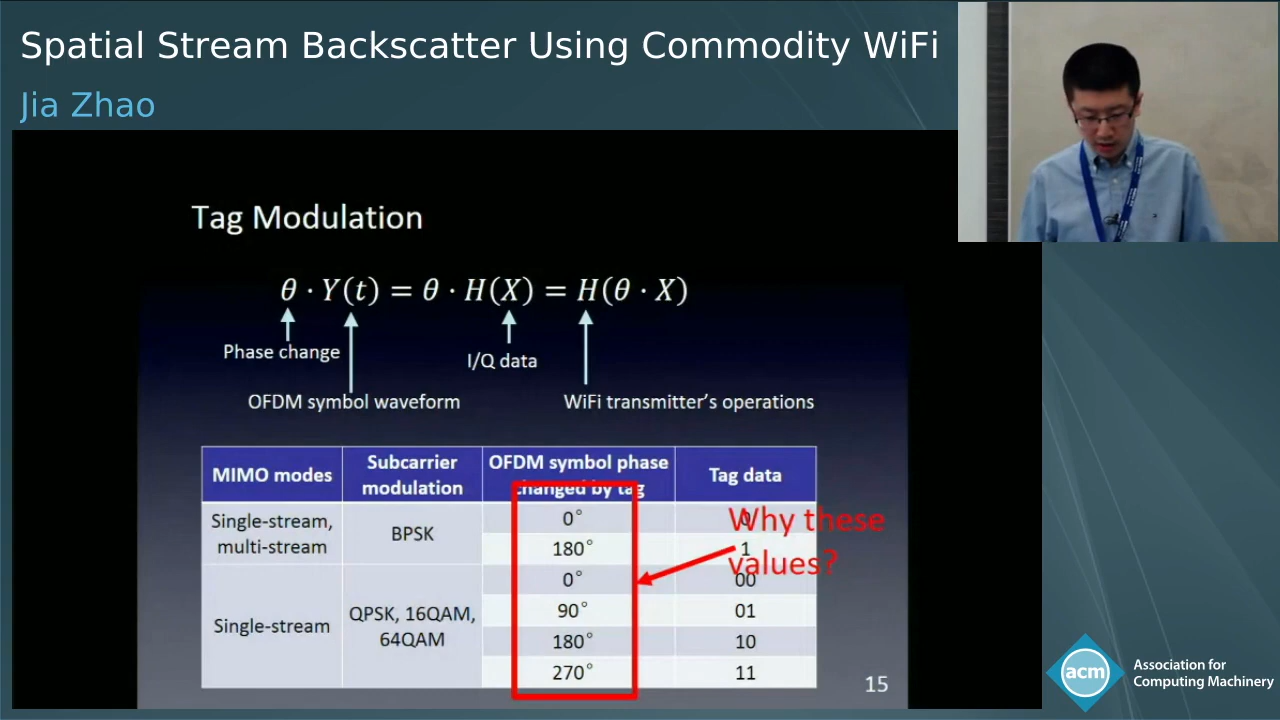 Spatial Stream Backscatter Using Commodity WiFi
Jia Zhao
Tag Modulation
θ · Y(t) = θ · H(X) = H(θ · X)
Phase change
I/Q data
OFDM symbol waveform
WiFi transmitter's operations
MIMO modes
Subcarrier
modulation
OFDM symbol phase
changed by tag
Tag data
Single-stream,
multi-stream
BPSK
0°
0
180°
1
Single-stream
QPSK, 16QAM,
64QAM
0°
00
90°
01
180°
10
270°
11
Why these
values?
15
acm
Association for
Computing Machinery